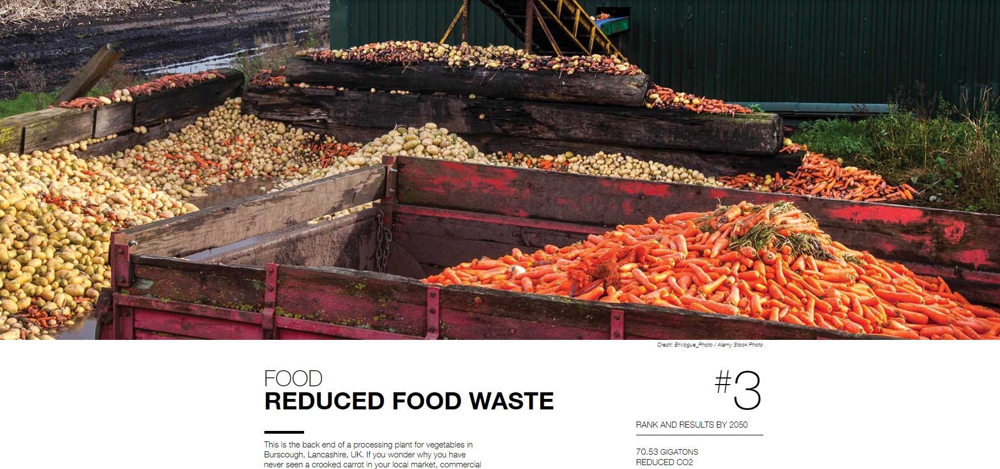 Credit: EnVogue_Photo / Alamy Stock Photo
FOOD
REDUCED FOOD WASTE
This is the back end of a processing plant for vegetables in
Burscough, Lancashire, UK. If you wonder why you have
never seen a crooked carrot in your local market, commercial
#3
RANK AND RESULTS BY 2050
70.53 GIGATONS
REDUCED CO2